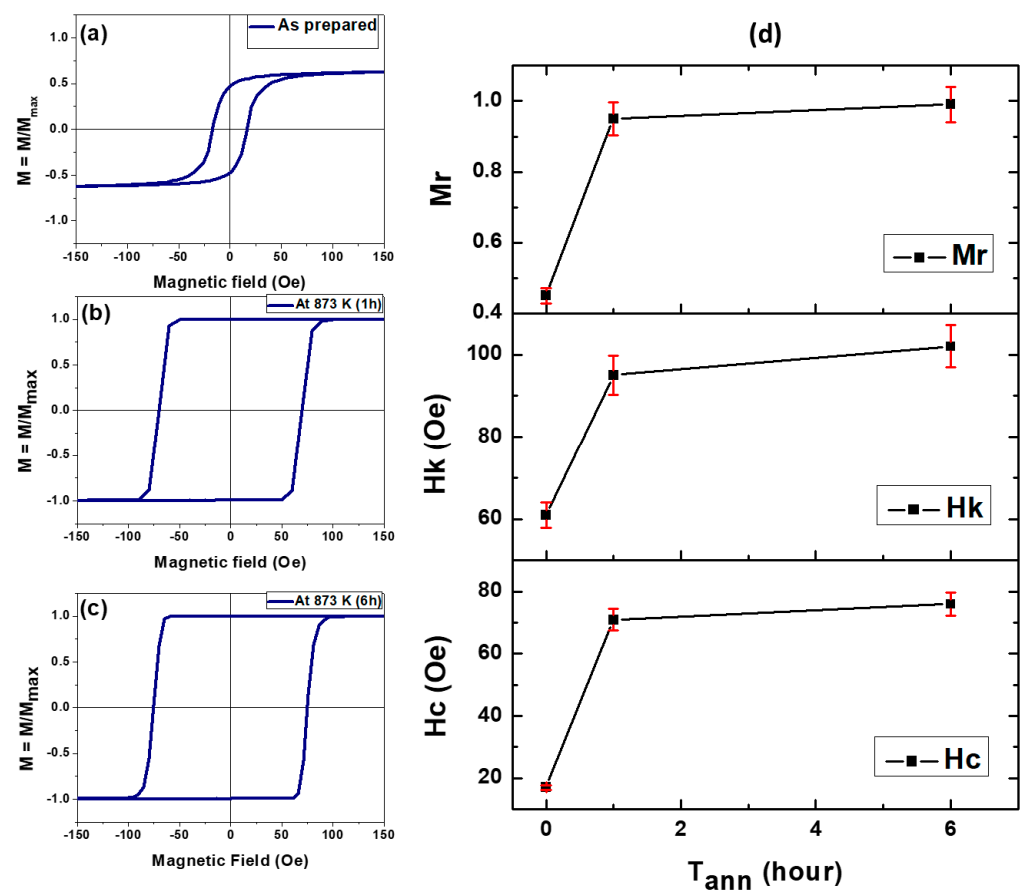 (a)
As prepared
1.0
0.5
0.0
-0.5
-1.0
M = M/Mmax
-150 -100 -50 0 50 100 150
Magnetic field (Oe)
(b)
At 873 K (1h)
1.0
0.5
0.0
-0.5
-1.0
M = M/Mmax
-150 -100 -50 0 50 100 150
Magnetic field (Oe)
(c)
At 873 K (6h)
1.0
0.5
0.0
-0.5
-1.0
M = M/Mmax
-150 -100 -50 0 50 100 150
Magnetic Field (Oe)
(d)
1.0
0.8
0.6
0.4
Mr
Mr
100
80
60
Hk (Oe)
Hk
80
60
40
20
Hc (Oe)
Hc
0 2 4 6
Tann (hour)